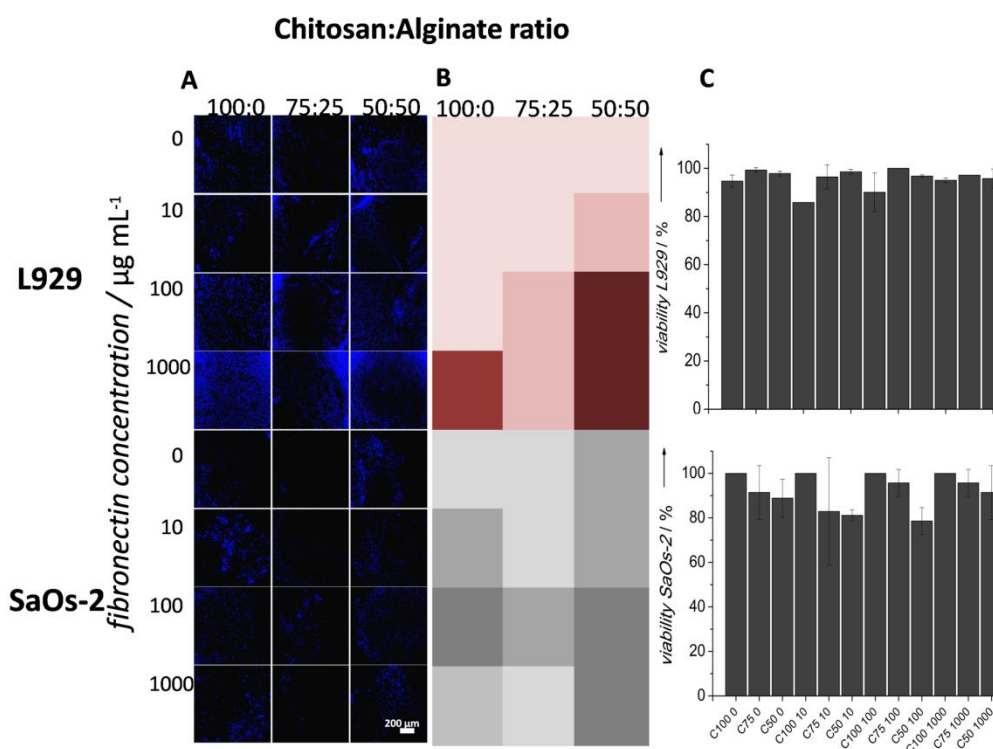 Chitosan:Alginate ratio
A
100:0 75:25 50:50
B
100:0 75:25 50:50
C
L929
SaOs-2
fibronectin concentration / µg mL-1
0
10
100
1000
0
10
100
1000
200 µm
viability L929 / %
100
80
60
40
20
0
viability SaOs-2 / %
100
80
60
40
20
0
C100 0
C75 0
C50 0
C100 10
C75 10
C50 10
C100 100
C75 100
C50 100
C100 1000
C75 1000
C50 1000